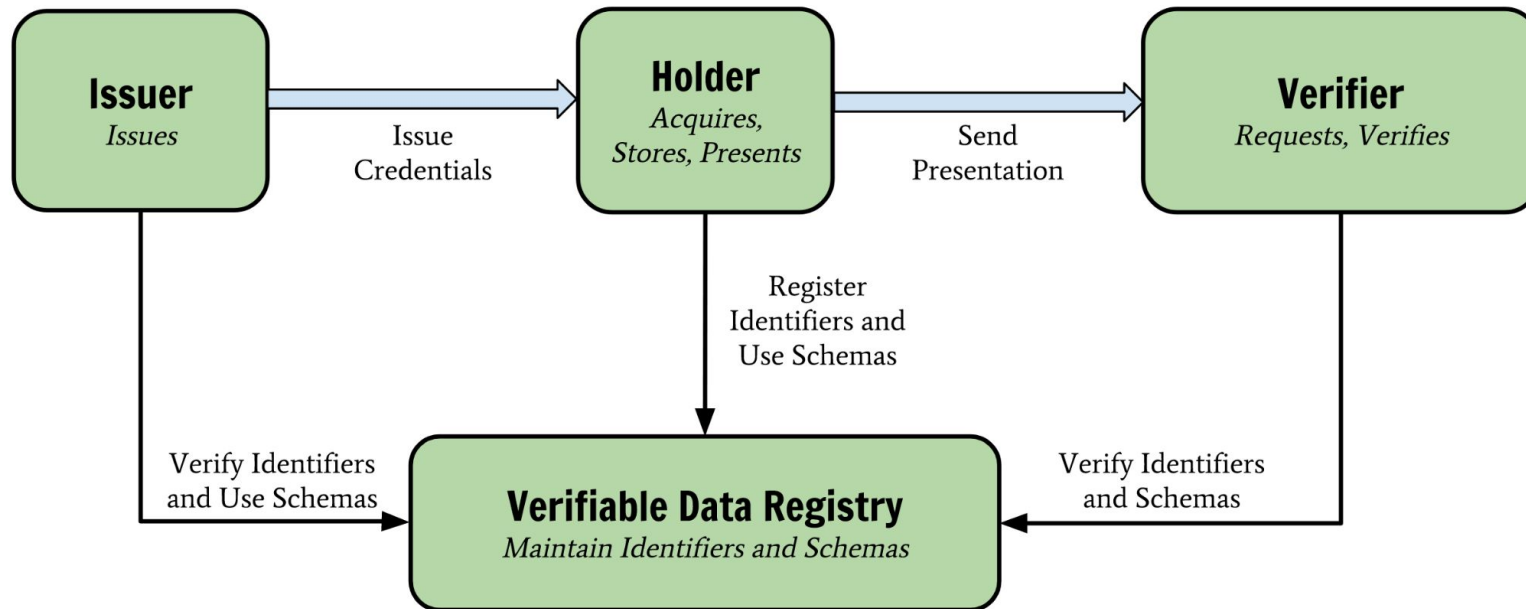 Issuer
Issues
Issue
Credentials
Holder
Acquires,
Stores, Presents
Send
Presentation
Verifier
Requests, Verifies
Register
Identifiers and
Use Schemas
Verify Identifiers
and Use Schemas
Verify Identifiers
and Schemas
Verifiable Data Registry
Maintain Identifiers and Schemas